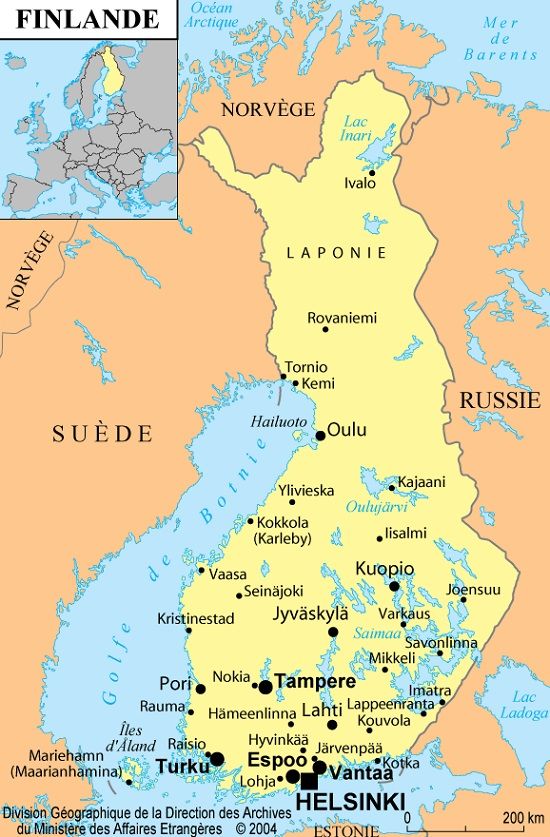 FINLANDE
Océan
Arctique
Mer
de
Barents
NORVÈGE
Lac
Inari
Ivalo
NORVÈGE
LAPONIE
Rovaniemi
Tornio
Kemi
RUSSIE
SUÈDE
Hailuoto
Oulu
Golfe de Botnie
Kajaani
Oulujärvi
Ylivieska
Kokkola
(Karleby)
Iisalmi
Kuopio
Vaasa
Seinäjoki
Joensuu
Kristinestad
Jyväskylä
Varkaus
Saimaa
Savonlinna
Mikkeli
Pori
Nokia
Tampere
Imatra
Lac
Ladoga
Rauma
Hämeenlinna
Lahti
Lappeenranta
Kouvola
Îles
d'Åland
Mariehamn
(Maarianhamina)
Raisio
Turku
Hyvinkää
Järvenpää
Espoo
Vantaa
Kotka
Lohja
HELSINKI
Division Géographique de la Direction des Archives
du Ministère des Affaires Etrangères © 2004
ESTONIE
0 200 km